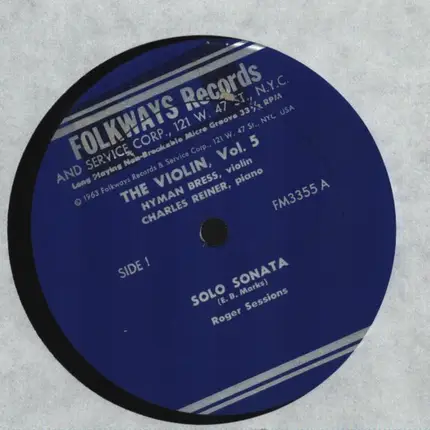 FOLKWAYS Records
AND SERVICE CORP., 121 W. 47 ST., N.Y.C.
Long Playing Non-Breakable Micro Groove 33⅓ RPM
© 1963 Folkways Records & Service Corp., 121 W. 47 St., NYC USA
THE VIOLIN, Vol. 5
HYMAN BRESS, violin
CHARLES REINER, piano
FM3355 A
SIDE 1
SOLO SONATA
(E. B. Marks)
Roger Sessions